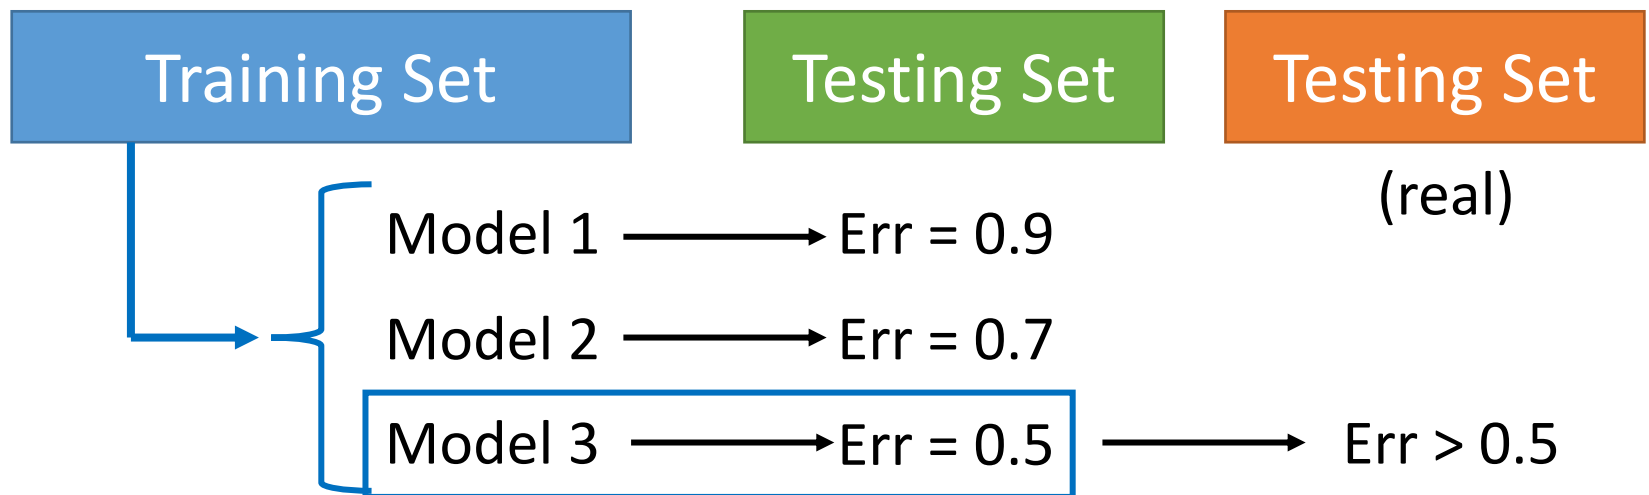 Training Set
Testing Set
Testing Set
(real)
Model 1
Err = 0.9
Model 2
Err = 0.7
Model 3
Err = 0.5
Err > 0.5